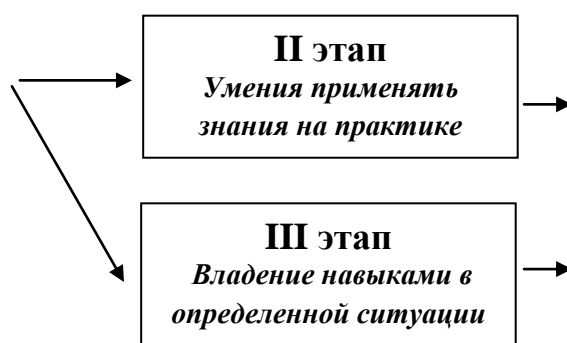 II этап
Умения применять
знания на практике
III этап
Владение навыками в
определенной ситуации